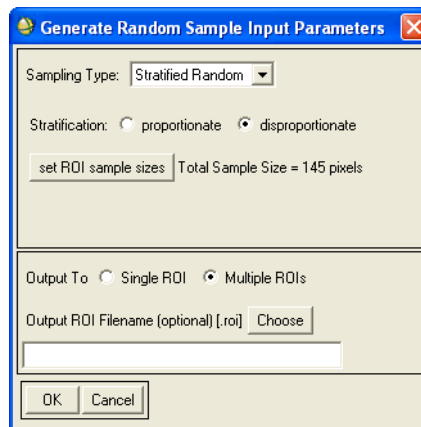 Generate Random Sample Input Parameters
Sampling Type: Stratified Random
Stratification: proportionate disproportionate
set ROI sample sizes Total Sample Size = 145 pixels
Output To Single ROI Multiple ROIs
Output ROI Filename (optional) [.roi] Choose
OK Cancel